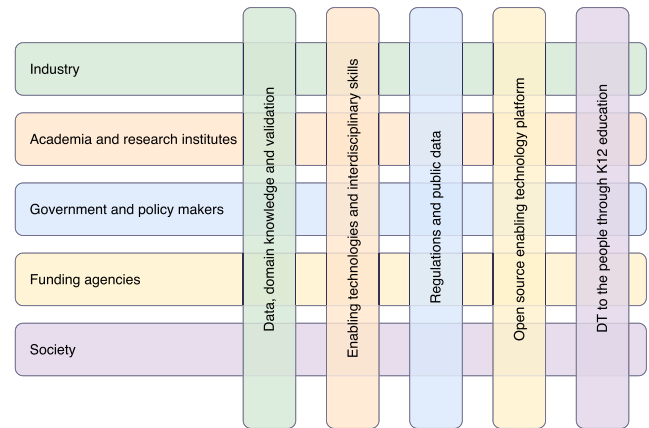 Industry
Academia and research institutes
Government and policy makers
Funding agencies
Society
Data, domain knowledge and validation
Enabling technologies and interdisciplinary skills
Regulations and public data
Open source enabling technology platform
DT to the people through K12 education